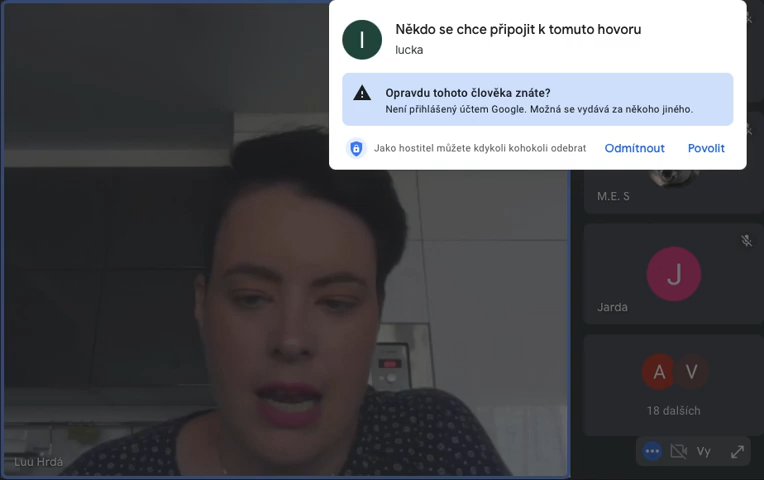 I
Někdo se chce připojit k tomuto hovoru
lucka
Opravdu tohoto člověka znáte?
Není přihlášený účtem Google. Možná se vydává za někoho jiného.
Jako hostitel můžete kdykoli kohokoli odebrat
Odmítnout
Povolit
M.E. S
J
Jarda
A V
18 dalších
Vy
Luu Hrdá